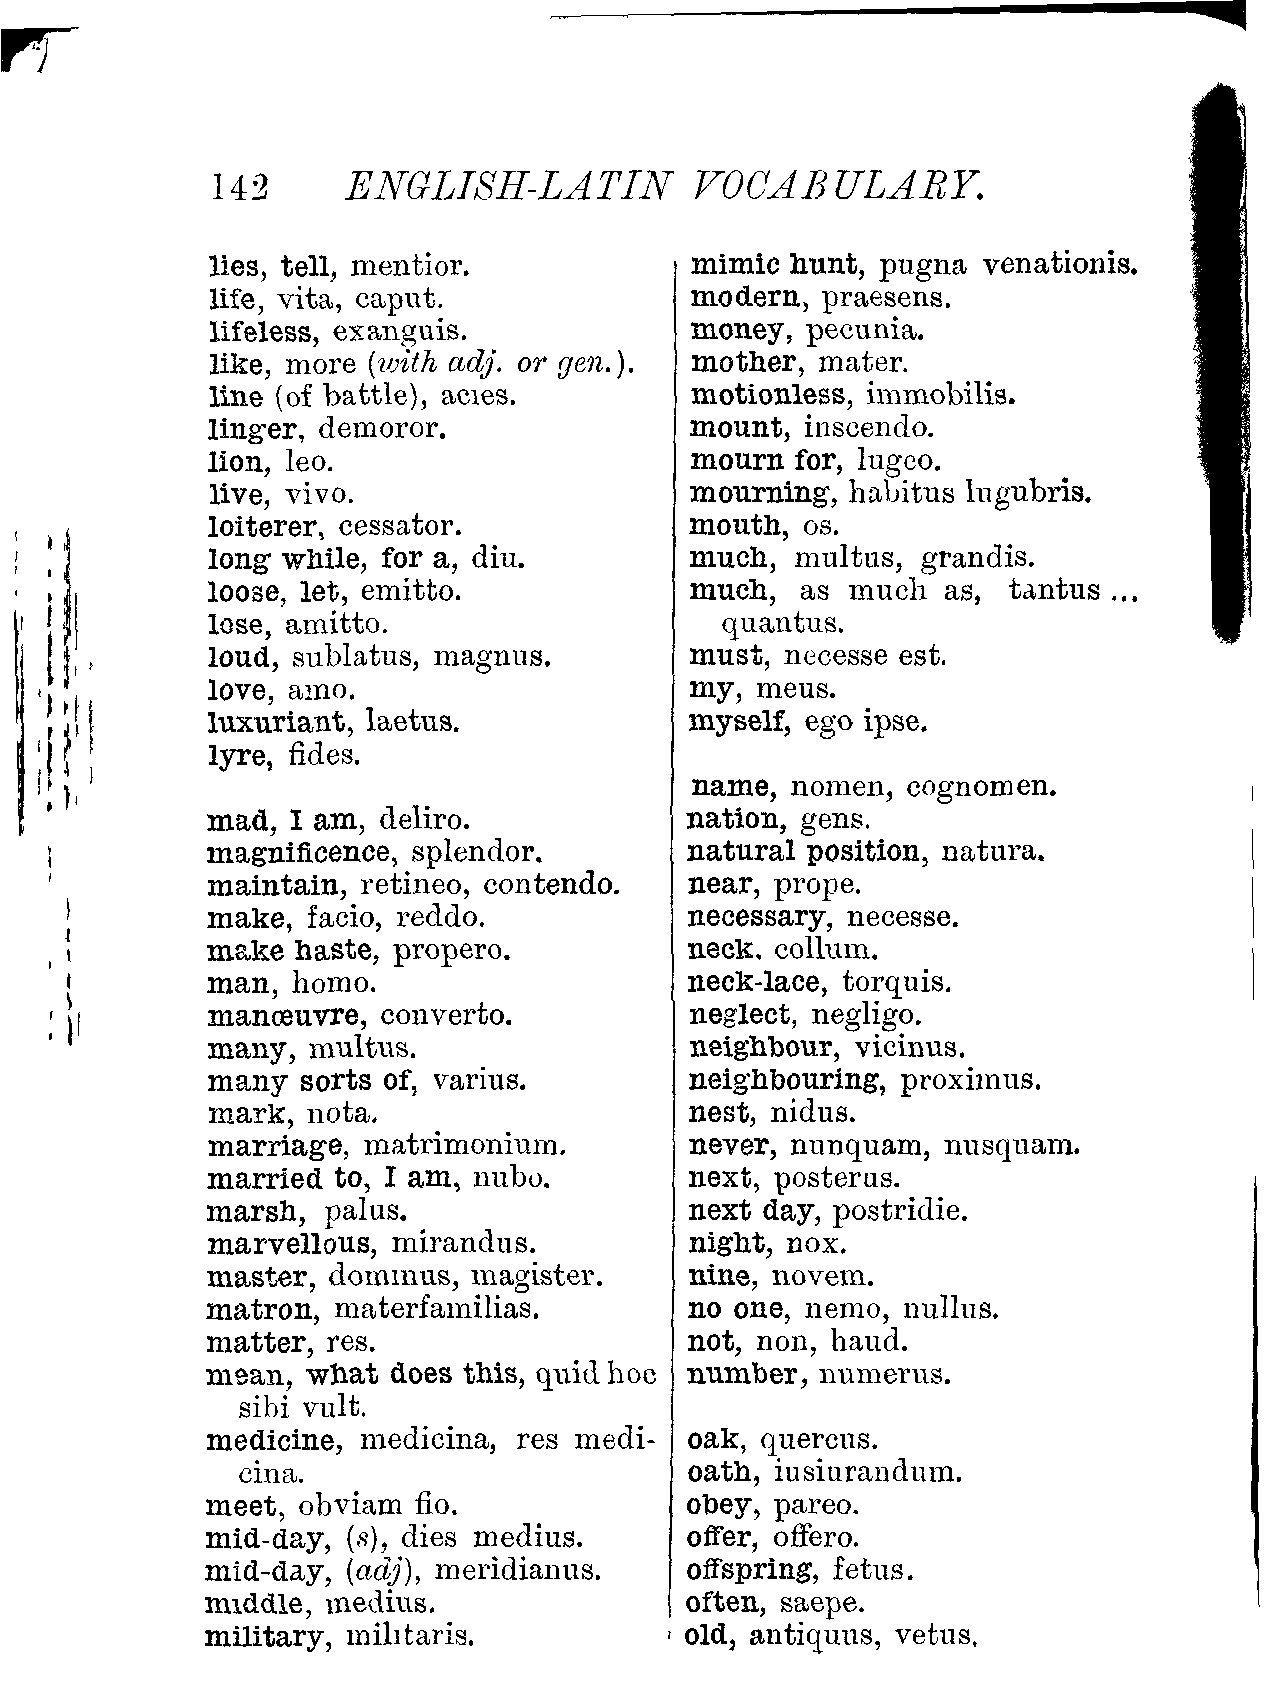 142 ENGLISH-LATIN VOCABULARY.
lies, tell, mentior.
life, vita, caput.
lifeless, exanguis.
like, more (with adj. or gen.).
line (of battle), acies.
linger, demoror.
lion, leo.
live, vivo.
loiterer, cessator.
long while, for a, diu.
loose, let, emitto.
lose, amitto.
loud, sublatus, magnus.
love, amo.
luxuriant, laetus.
lyre, fides.
mad, I am, deliro.
magnificence, splendor.
maintain, retineo, contendo.
make, facio, reddo.
make haste, propero.
man, homo.
manœuvre, converto.
many, multus.
many sorts of, varius.
mark, nota.
marriage, matrimonium.
married to, I am, nubo.
marsh, palus.
marvellous, mirandus.
master, dominus, magister.
matron, materfamilias.
matter, res.
mean, what does this, quid hoc
sibi vult.
medicine, medicina, res medi-
cina.
meet, obviam fio.
mid-day, (s), dies medius.
mid-day, (adj), meridianus.
middle, medius.
military, militaris.
mimic hunt, pugna venationis.
modern, praesens.
money, pecunia.
mother, mater.
motionless, immobilis.
mount, inscendo.
mourn for, lugeo.
mourning, habitus lugubris.
mouth, os.
much, multus, grandis.
much, as much as, tantus ...
quantus.
must, necesse est.
my, meus.
myself, ego ipse.
name, nomen, cognomen.
nation, gens.
natural position, natura.
near, prope.
necessary, necesse.
neck, collum.
neck-lace, torquis.
neglect, negligo.
neighbour, vicinus.
neighbouring, proximus.
nest, nidus.
never, nunquam, nusquam.
next, posterus.
next day, postridie.
night, nox.
nine, novem.
no one, nemo, nullus.
not, non, haud.
number, numerus.
oak, quercus.
oath, iusiurandum.
obey, pareo.
offer, offero.
offspring, fetus.
often, saepe.
old, antiquus, vetus.